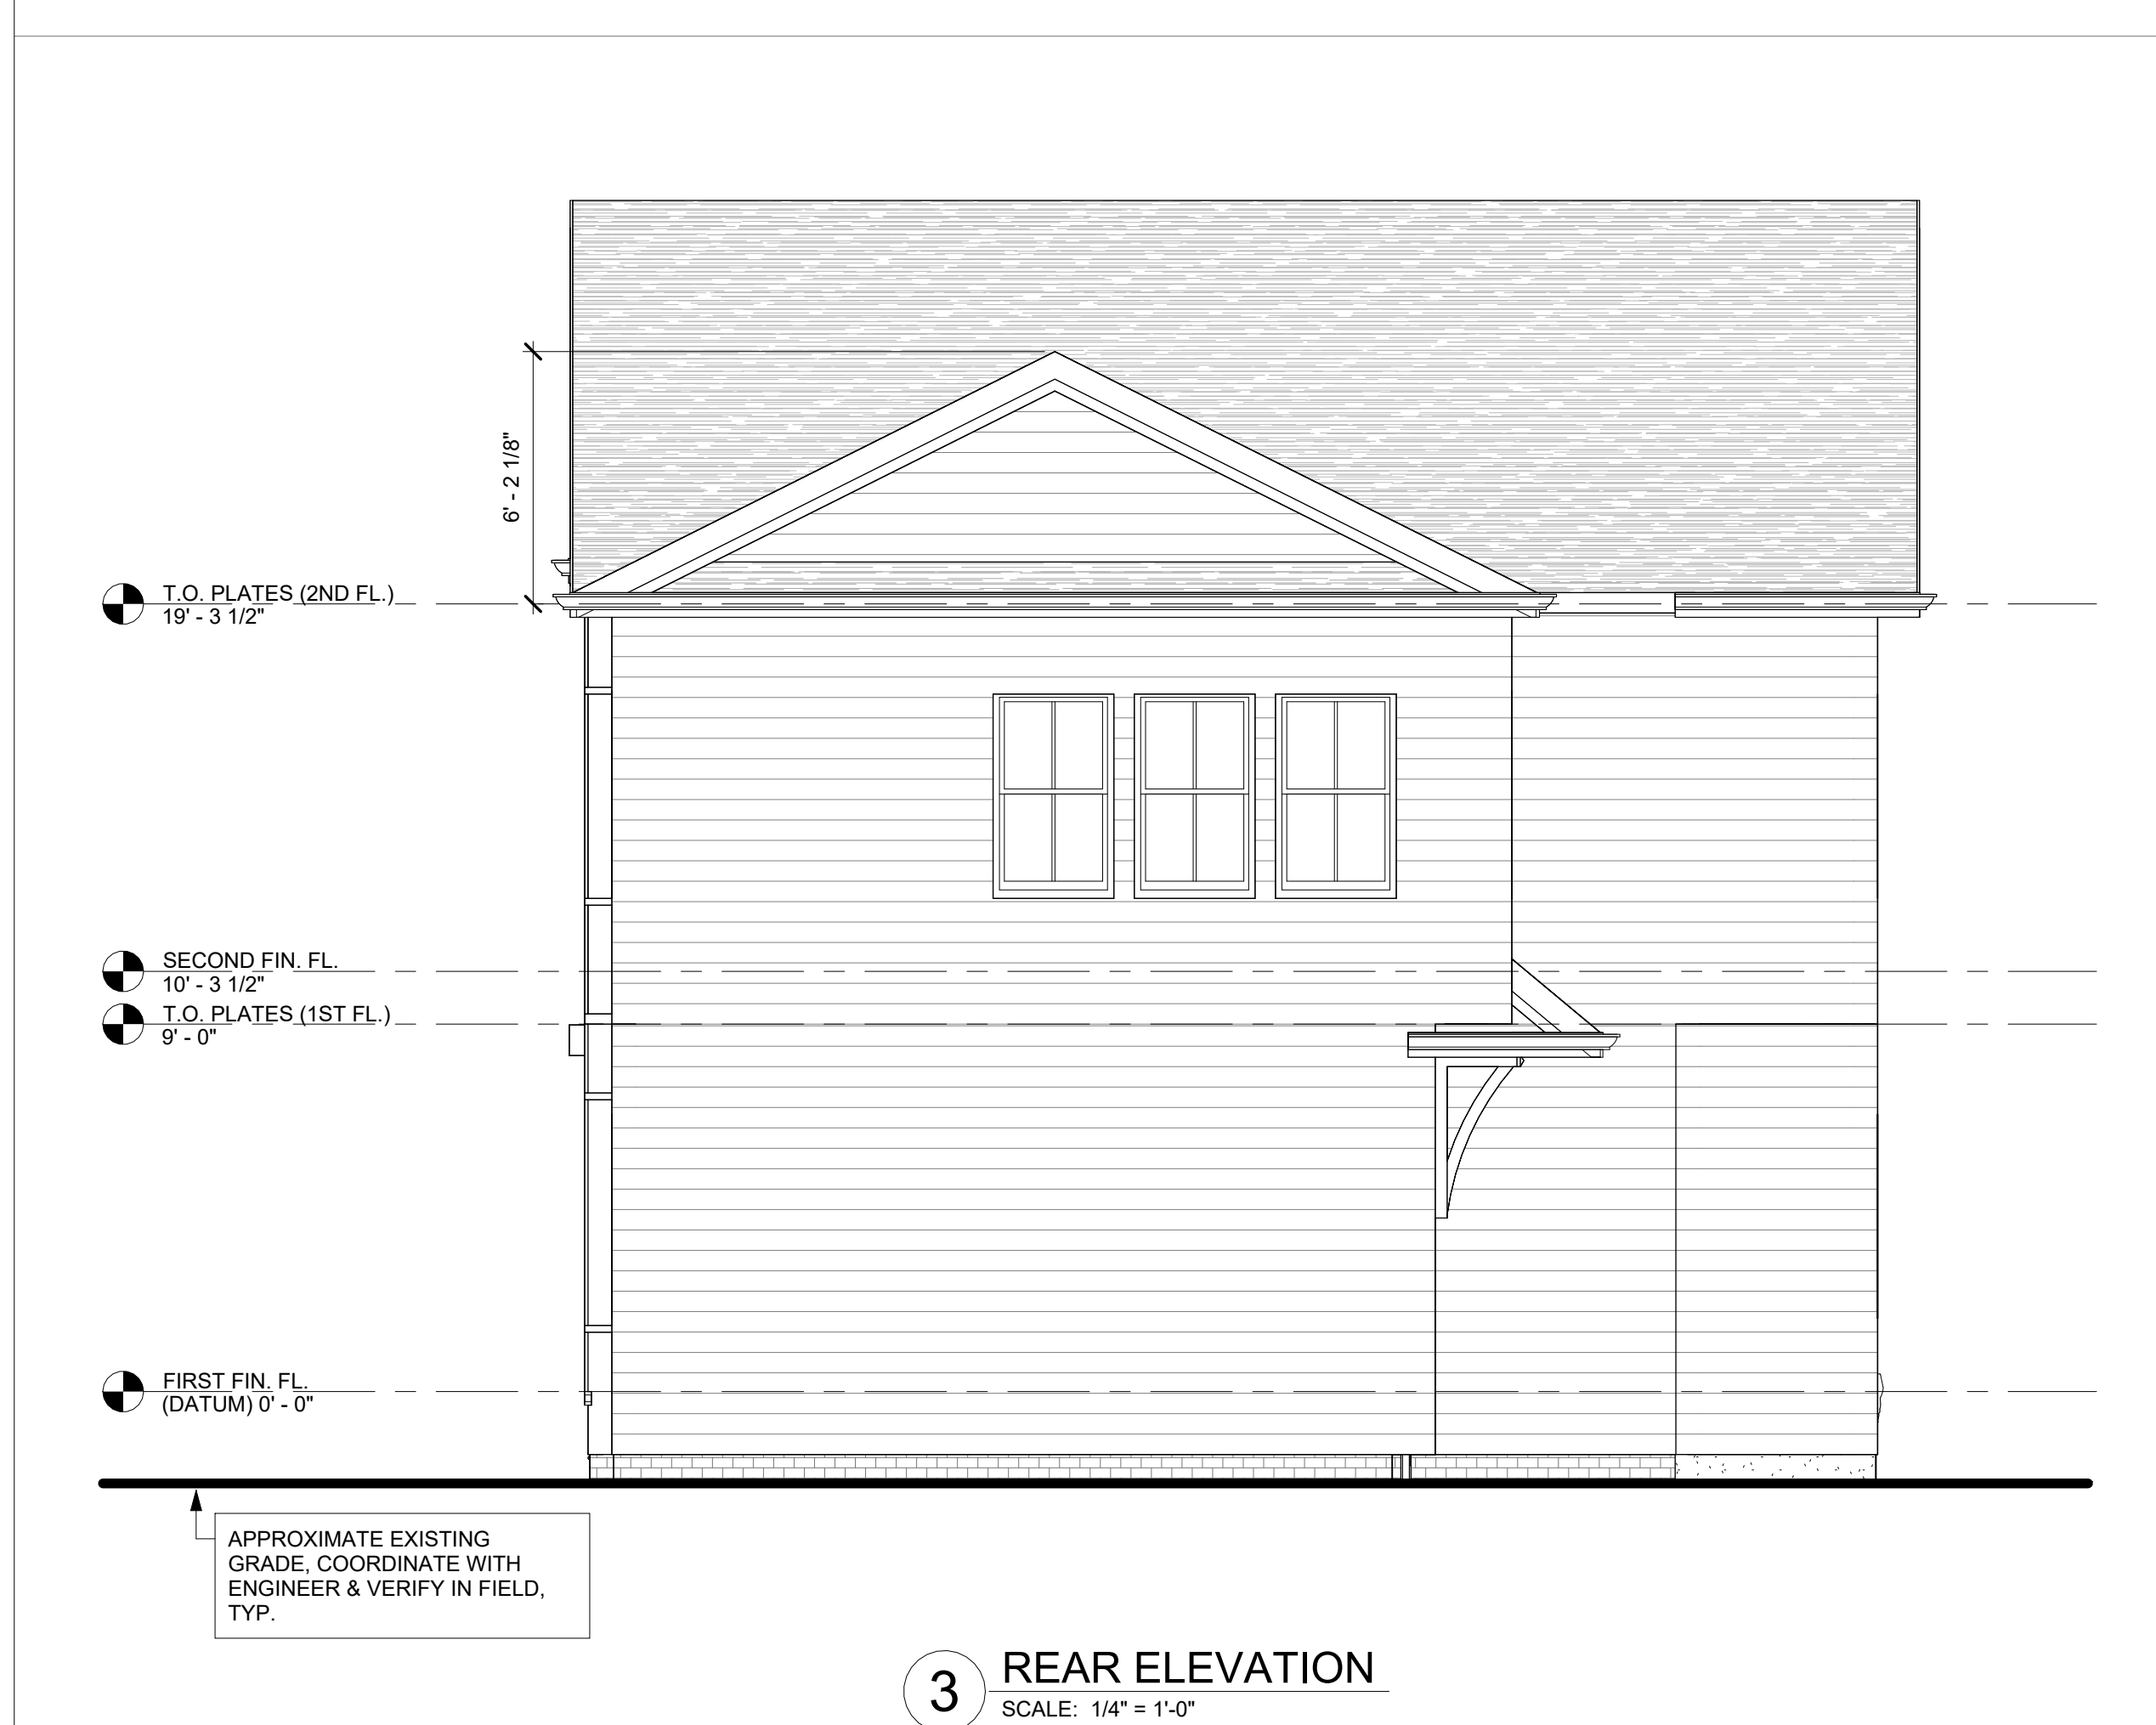 6' - 2 1/8"
T.O. PLATES (2ND FL.)
19' - 3 1/2"
SECOND FIN. FL.
10' - 3 1/2"
T.O. PLATES (1ST FL.)
9' - 0"
FIRST FIN. FL.
(DATUM) 0' - 0"
APPROXIMATE EXISTING
GRADE, COORDINATE WITH
ENGINEER & VERIFY IN FIELD,
TYP.
3
REAR ELEVATION
SCALE: 1/4" = 1'-0"